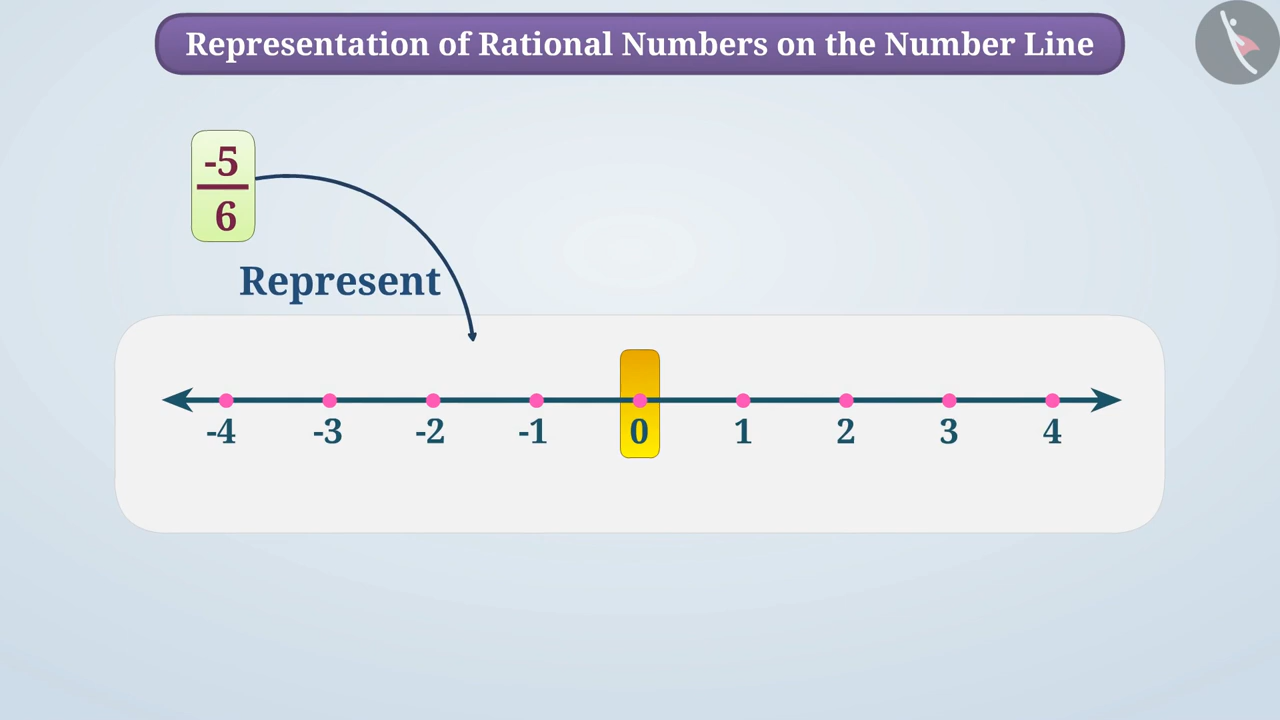 Representation of Rational Numbers on the Number Line
-5
6
Represent
-4 -3 -2 -1 0 1 2 3 4